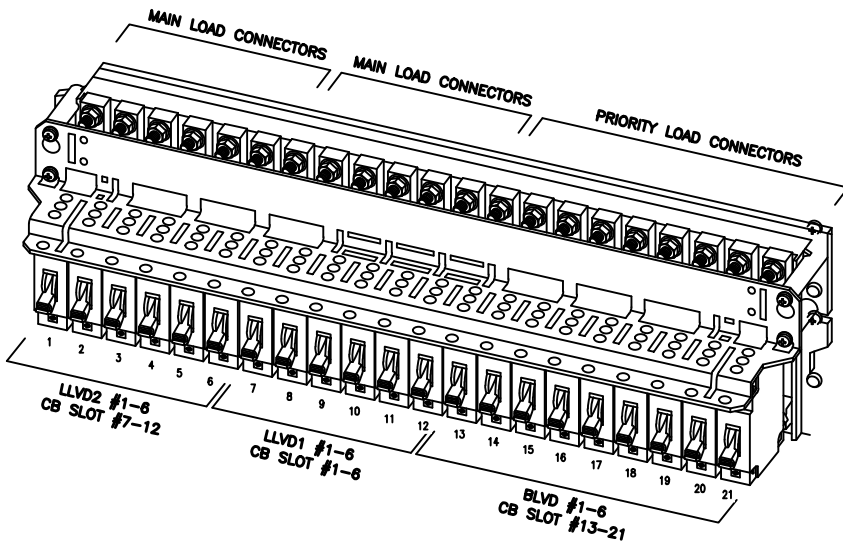 MAIN LOAD CONNECTORS
MAIN LOAD CONNECTORS
PRIORITY LOAD CONNECTORS
1 2 3 4 5 6 7 8 9 10 11 12 13 14 15 16 17 18 19 20 21
LLVD2 #1-6
CB SLOT #7-12
LLVD1 #1-6
CB SLOT #1-6
BLVD #1-6
CB SLOT #13-21